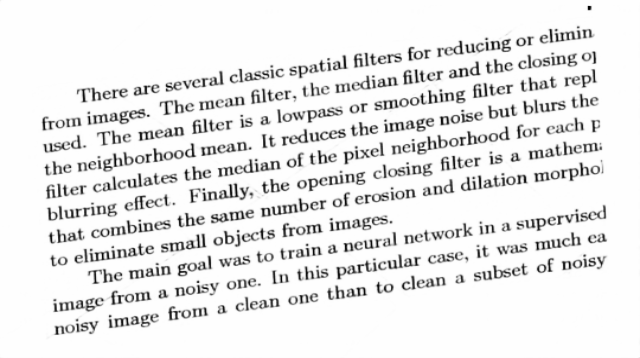 There are several classic spatial filters for reducing or elimin
from images. The mean filter, the median filter and the closing op
used. The mean filter is a lowpass or smoothing filter that repl
the neighborhood mean. It reduces the image noise but blurs the
filter calculates the median of the pixel neighborhood for each p
blurring effect. Finally, the opening closing filter is a mathema
that combines the same number of erosion and dilation morphol
to eliminate small objects from images.
The main goal was to train a neural network in a supervised
image from a noisy one. In this particular case, it was much ea
noisy image from a clean one than to clean a subset of noisy